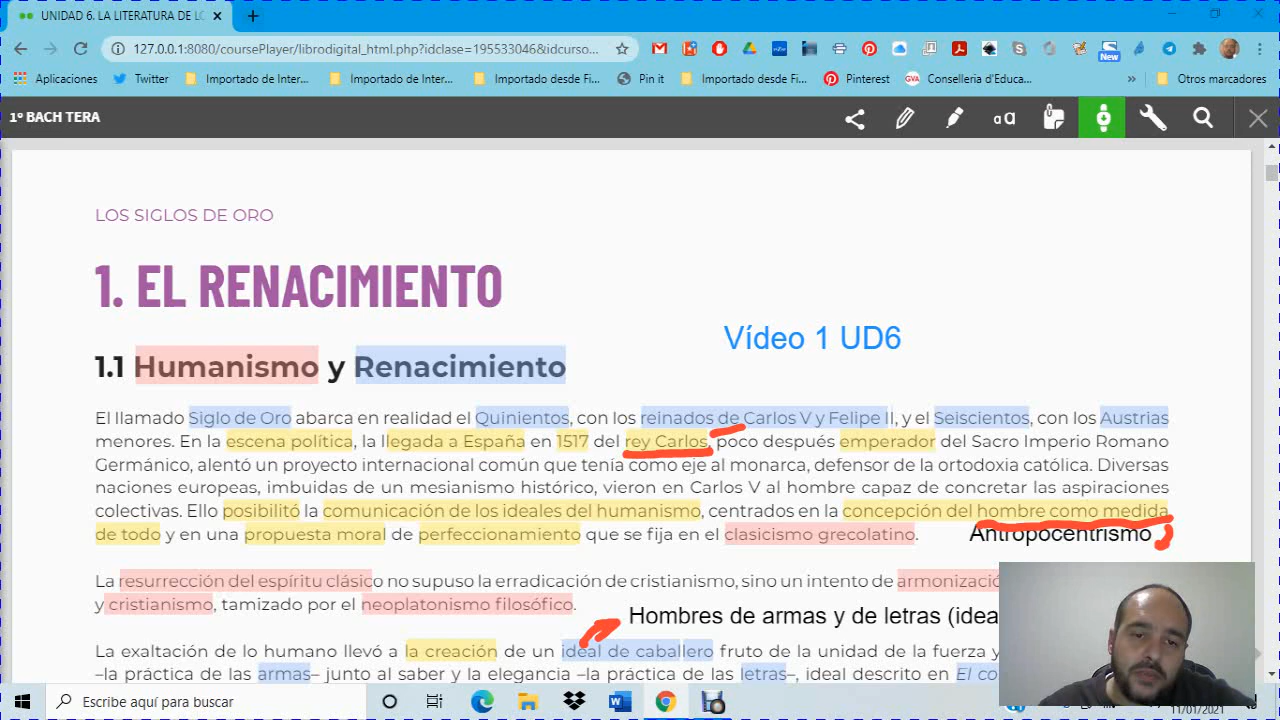 UNIDAD 6. LA LITERATURA DE LO
127.0.0.1:8080/coursePlayer/librodigital_html.php?idclase=195533046&idcurso...
New
Aplicaciones Twitter Importado de Inter... Importado de Inter... Importado desde Fi... Pin it Importado desde Fi... Pinterest GVA Conselleria d'Educa... » Otros marcadores
1º BACH TERA
aa
LOS SIGLOS DE ORO
1. EL RENACIMIENTO
Vídeo 1 UD6
1.1 Humanismo y Renacimiento
El llamado Siglo de Oro abarca en realidad el Quinientos, con los reinados de Carlos V y Felipe II, y el Seiscientos, con los Austrias
menores. En la escena política, la llegada a España en 1517 del rey Carlos, poco después emperador del Sacro Imperio Romano
Germánico, alentó un proyecto internacional común que tenía como eje al monarca, defensor de la ortodoxia católica. Diversas
naciones europeas, imbuidas de un mesianismo histórico, vieron en Carlos V al hombre capaz de concretar las aspiraciones
colectivas. Ello posibilitó la comunicación de los ideales del humanismo, centrados en la concepción del hombre como medida
de todo y en una propuesta moral de perfeccionamiento que se fija en el clasicismo grecolatino.
Antropocentrismo
La resurrección del espíritu clásico no supuso la erradicación de cristianismo, sino un intento de armonizació
y cristianismo, tamizado por el neoplatonismo filosófico.
Hombres de armas y de letras (idea
La exaltación de lo humano llevó a la creación de un ideal de caballero fruto de la unidad de la fuerza y
–la práctica de las armas– junto al saber y la elegancia –la práctica de las letras–, ideal descrito en El co
Escribe aquí para buscar
11/01/2021